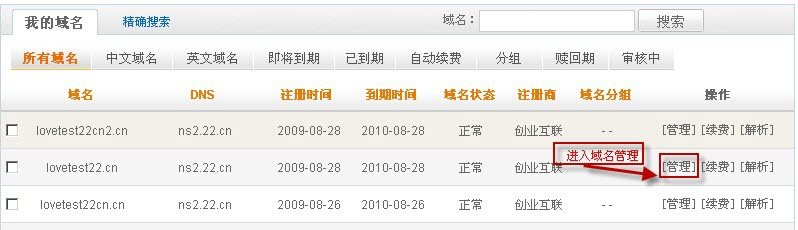 我的域名 精确搜索 域名： 搜索
所有域名 中文域名 英文域名 即将到期 已到期 自动续费 分组 赎回期 审核中
域名 DNS 注册时间 到期时间 域名状态 注册商 域名分组 操作
lovetest22cn2.cn ns2.22.cn 2009-08-28 2010-08-28 正常 创业互联 -- [管理] [续费] [解析]
进入域名管理
lovetest22.cn ns2.22.cn 2009-08-28 2010-08-28 正常 创业互联 [管理] [续费] [解析]
lovetest22cn.cn ns2.22.cn 2009-08-26 2010-08-26 正常 创业互联 -- [管理] [续费] [解析]